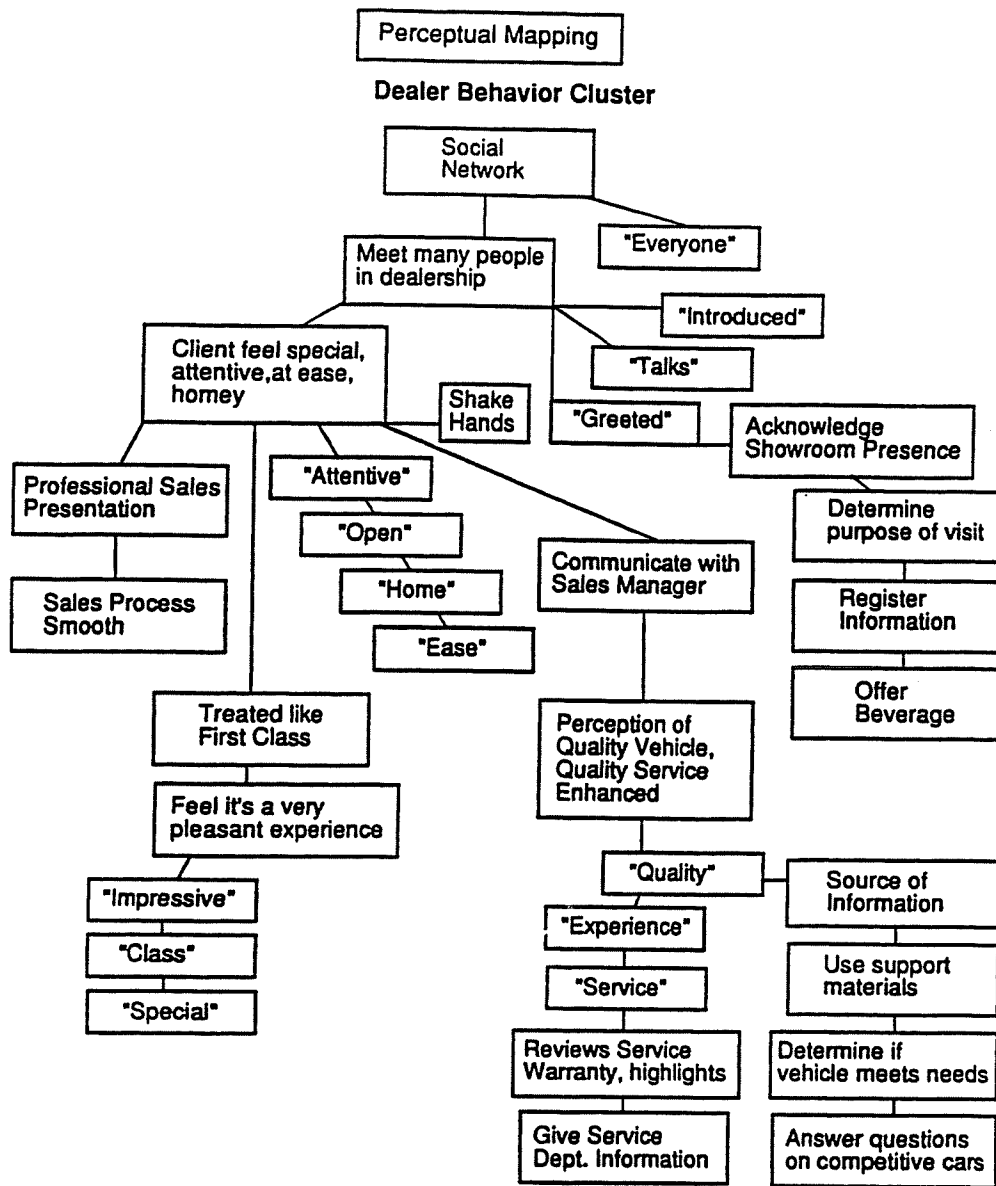 Perceptual Mapping
Dealer Behavior Cluster
Social
Network
"Everyone"
Meet many people
in dealership
"Introduced"
"Talks"
"Greeted"
Client feel special,
attentive,at ease,
homey
Shake
Hands
Acknowledge
Showroom Presence
Professional Sales
Presentation
"Attentive"
Determine
purpose of visit
"Open"
Communicate with
Sales Manager
Sales Process
Smooth
"Home"
Register
Information
"Ease"
Offer
Beverage
Treated like
First Class
Perception of
Quality Vehicle,
Quality Service
Enhanced
Feel it's a very
pleasant experience
"Quality"
Source of
Information
"Impressive"
"Experience"
"Class"
Use support
materials
"Service"
"Special"
Reviews Service
Warranty, highlights
Determine if
vehicle meets needs
Give Service
Dept. Information
Answer questions
on competitive cars